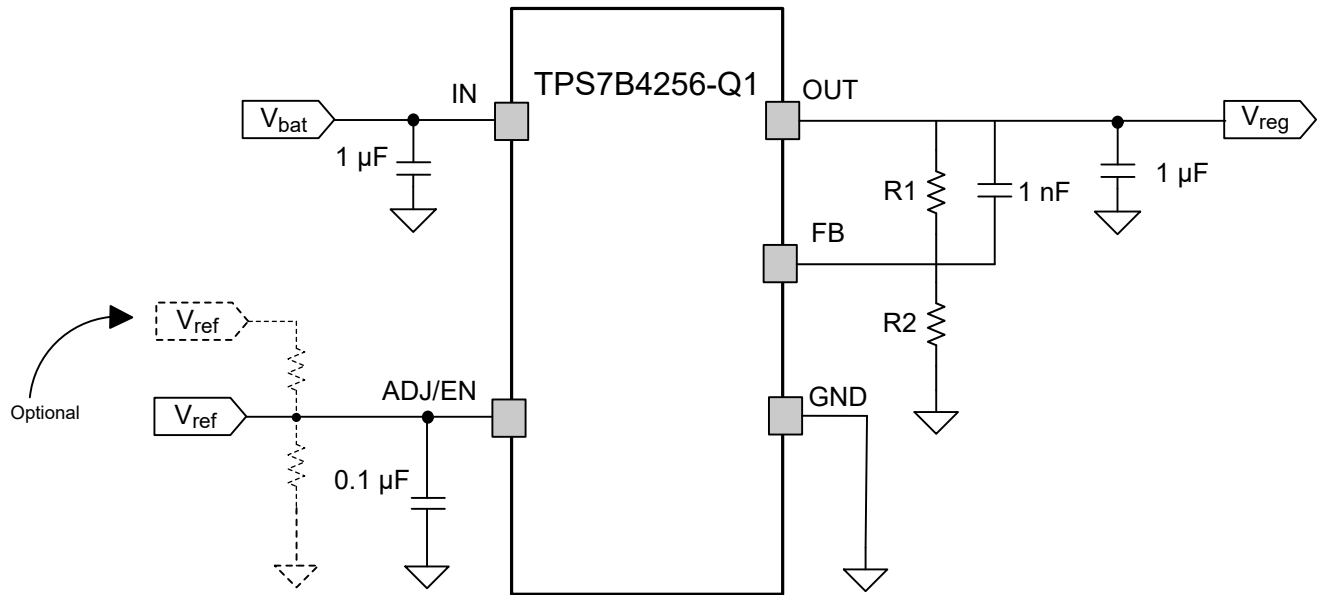 TPS7B4256-Q1
IN
OUT
V_bat
V_reg
1 µF
R1
1 nF
1 µF
FB
V_ref
R2
ADJ/EN
GND
Optional
V_ref
0.1 µF